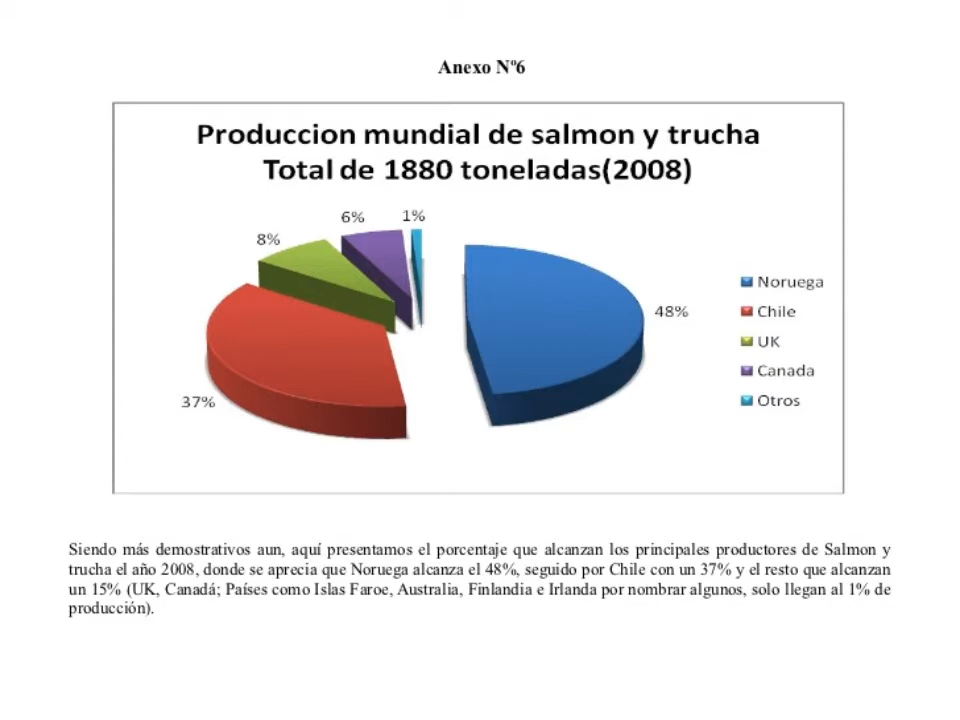 Anexo Nº6
Produccion mundial de salmon y trucha
Total de 1880 toneladas(2008)
6%
1%
8%
48%
37%
Noruega
Chile
UK
Canada
Otros
Siendo más demostrativos aun, aquí presentamos el porcentaje que alcanzan los principales productores de Salmon y
trucha el año 2008, donde se aprecia que Noruega alcanza el 48%, seguido por Chile con un 37% y el resto que alcanzan
un 15% (UK, Canadá; Países como Islas Faroe, Australia, Finlandia e Irlanda por nombrar algunos, solo llegan al 1% de
producción).